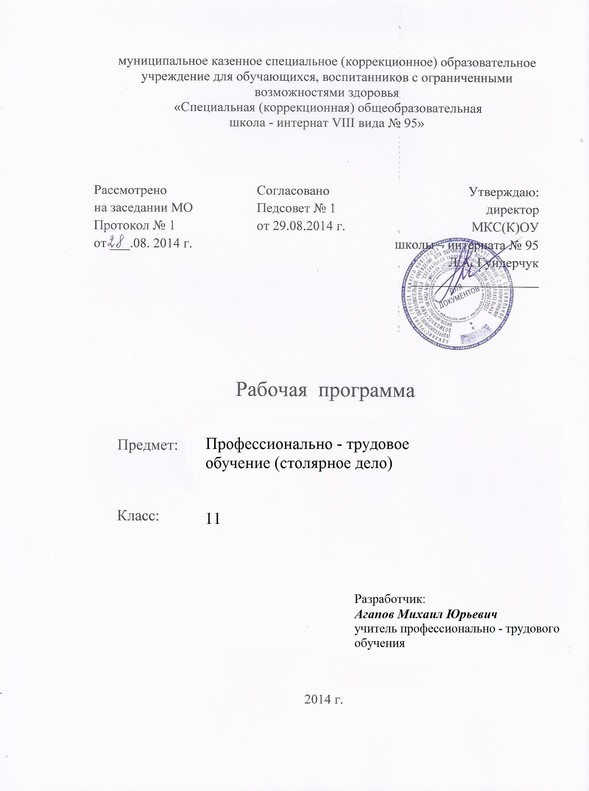 муниципальное казенное специальное (коррекционное) образовательное
учреждение для обучающихся, воспитанников с ограниченными
возможностями здоровья
«Специальная (коррекционная) общеобразовательная
школа - интернат VIII вида № 95»
Рассмотрено
на заседании МО
Протокол № 1
от 28 .08. 2014 г.
Согласовано
Педсовет № 1
от 29.08.2014 г.
Утверждаю:
директор
МКС(К)ОУ
школы - интерната № 95
Л.А. Гундерчук
ДЛЯ
ДОКУМЕНТОВ
Рабочая программа
Предмет:
Профессионально - трудовое
обучение (столярное дело)
Класс:
11
Разработчик:
Агапов Михаил Юрьевич
учитель профессионально - трудового
обучения
2014 г.